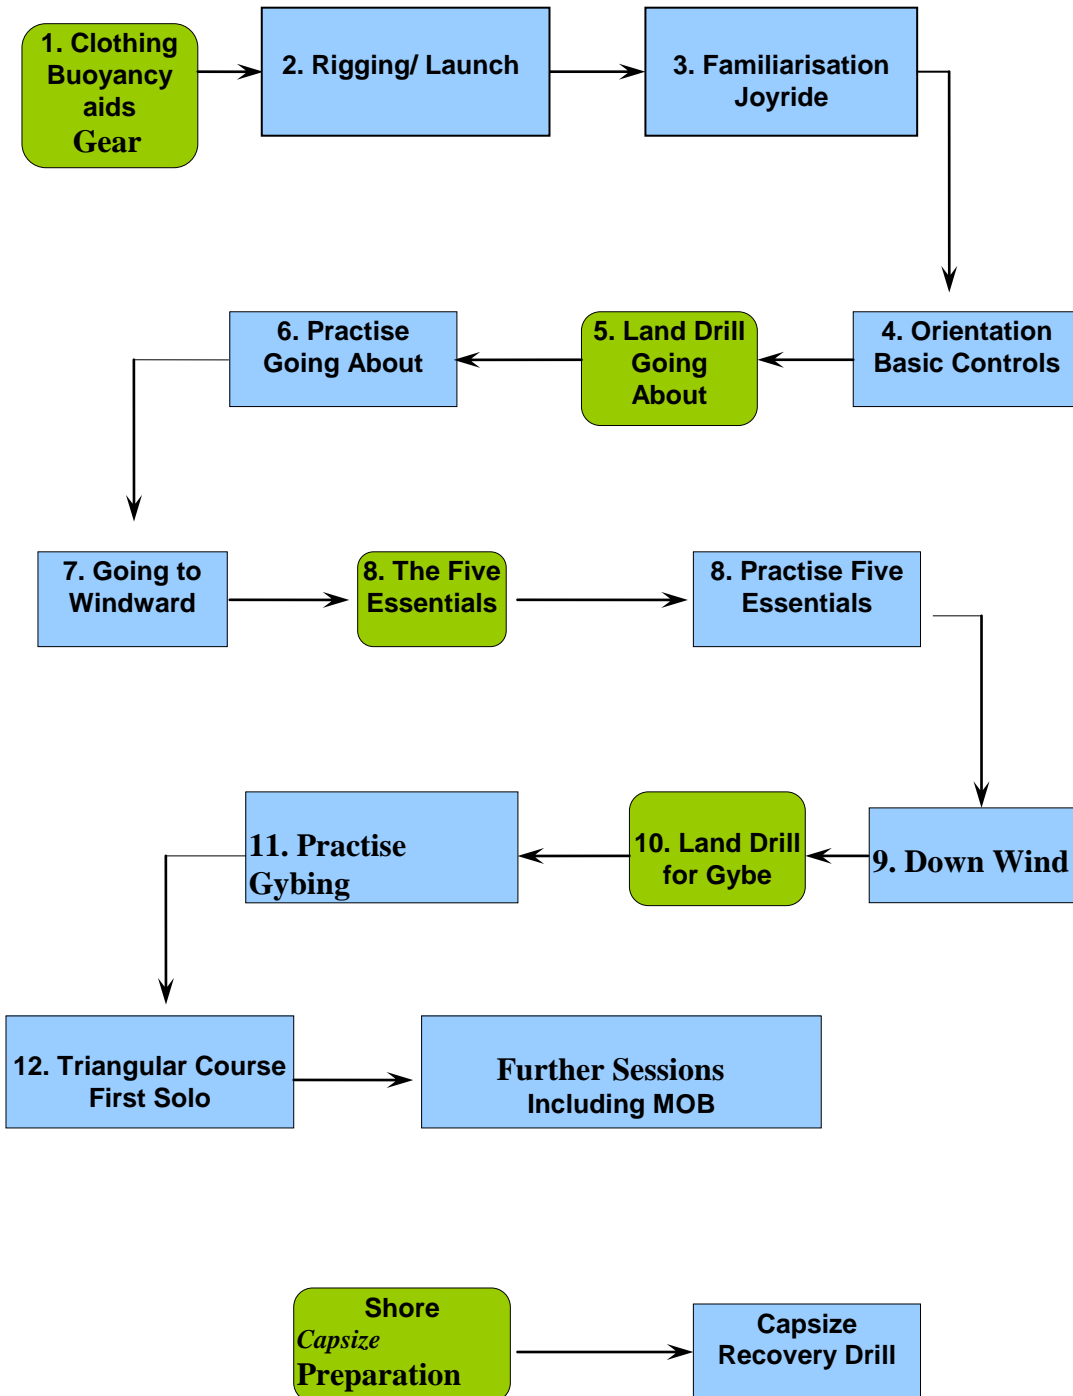 1. Clothing
Buoyancy
aids
Gear
2. Rigging/ Launch
3. Familiarisation
Joyride
4. Orientation
Basic Controls
5. Land Drill
Going
About
6. Practise
Going About
7. Going to
Windward
8. The Five
Essentials
8. Practise Five
Essentials
9. Down Wind
10. Land Drill
for Gybe
11. Practise
Gybing
12. Triangular Course
First Solo
Further Sessions
Including MOB
Shore
Capsize
Preparation
Capsize
Recovery Drill